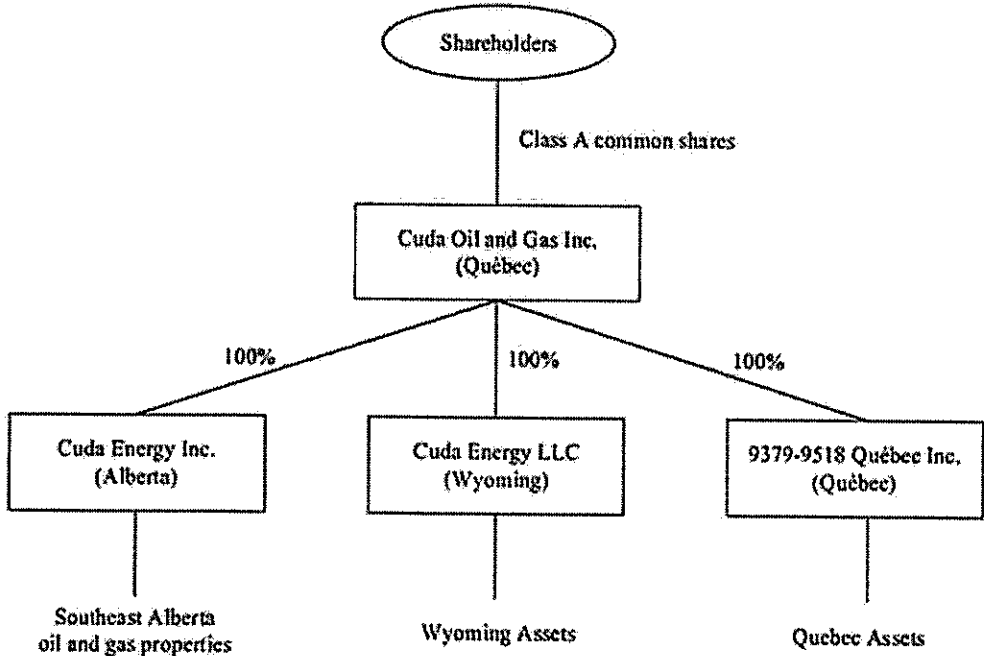 Shareholders
Class A common shares
Cuda Oil and Gas Inc.
(Québec)
100%
100%
100%
Cuda Energy Inc.
(Alberta)
Cuda Energy LLC
(Wyoming)
9379-9518 Québec Inc.
(Québec)
Southeast Alberta
oil and gas properties
Wyoming Assets
Quebec Assets